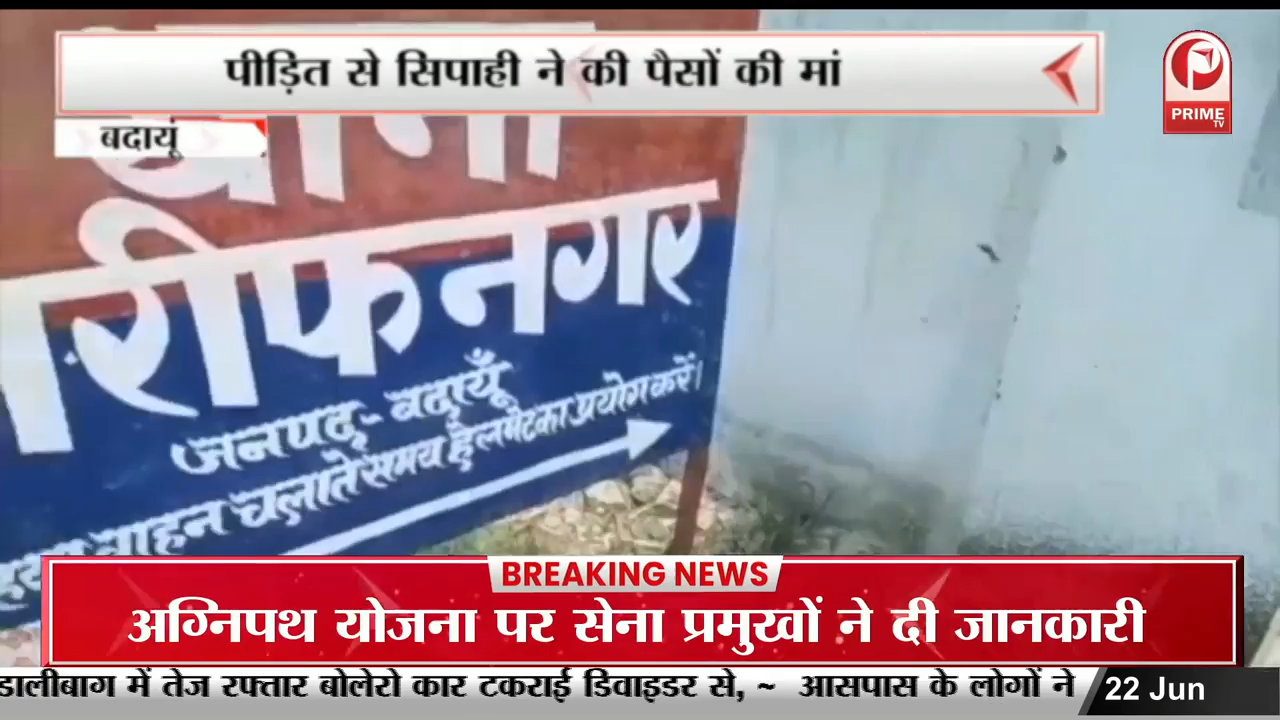 पीड़ित से सिपाही ने की पैसों की मां
PRIME
TV
बदायूं
थाना
रीफनगर
जनपद-बदायूँ
वाहन चलाते समय हैलमेट का प्रयोग करें।
BREAKING NEWS
अग्निपथ योजना पर सेना प्रमुखों ने दी जानकारी
डालीबाग में तेज रफ्तार बोलेरो कार टकराई डिवाइडर से, ~ आसपास के लोगों ने
22 Jun